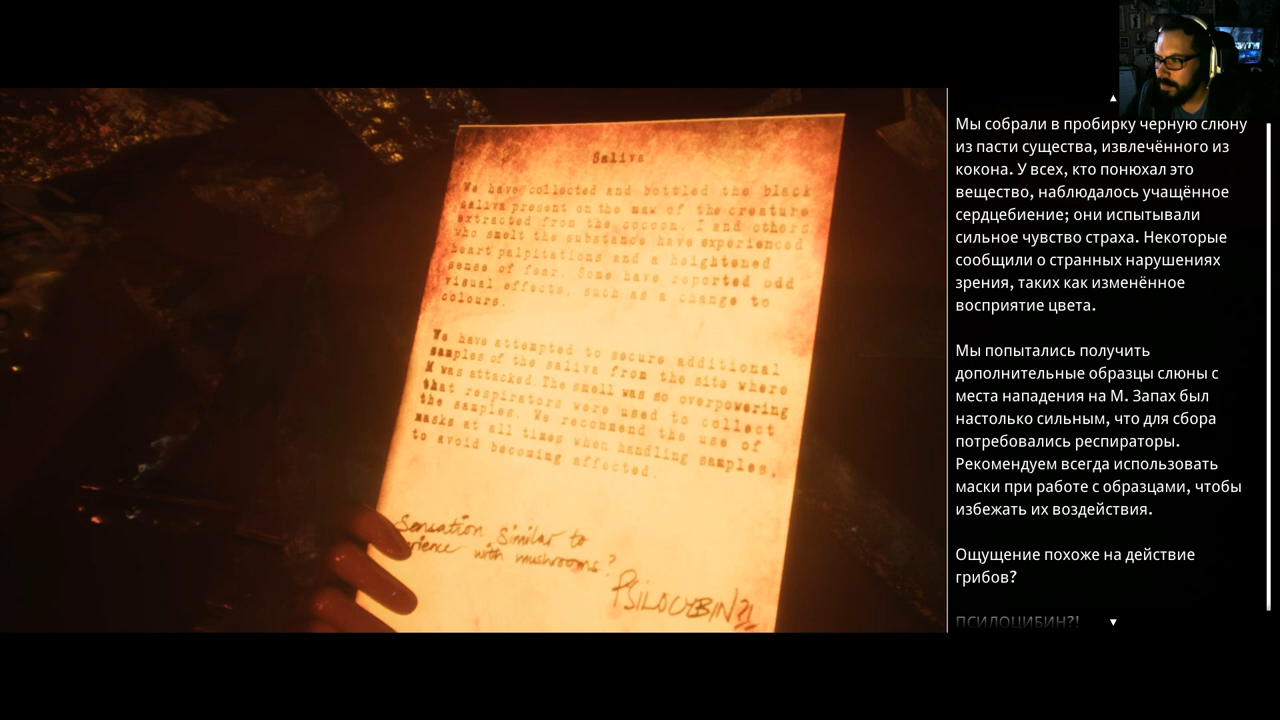 Saliva
We have collected and bottled the black
saliva present on the maw of the creature
extracted from the cocoon. I and others
who smelt the substance have experienced
heart palpitations and a heightened
sense of fear. Some have reported odd
visual effects, such as a change to
colours.
We have attempted to secure additional
samples of the saliva from the site where
M was attacked. The smell was so overpowering
that respirators were used to collect
the samples. We recommend the use of
masks at all times when handling samples,
to avoid becoming affected.
Sensation Similar to
erience with mushrooms?
PSILOCYBIN?!
Мы собрали в пробирку черную слюну
из пасти существа, извлечённого из
кокона. У всех, кто понюхал это
вещество, наблюдалось учащённое
сердцебиение; они испытывали
сильное чувство страха. Некоторые
сообщили о странных нарушениях
зрения, таких как изменённое
восприятие цвета.
Мы попытались получить
дополнительные образцы слюны с
места нападения на М. Запах был
настолько сильным, что для сбора
потребовались респираторы.
Рекомендуем всегда использовать
маски при работе с образцами, чтобы
избежать их воздействия.
Ощущение похоже на действие
грибов?
ПСИЛОЦИБИН?!